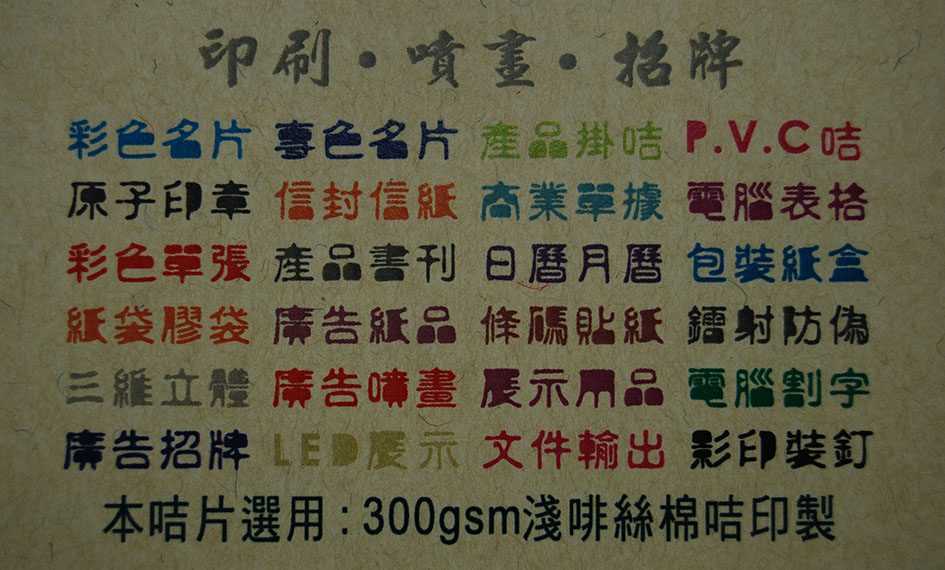 印刷·噴畫·招牌
彩色名片 專色名片 產品掛咭 P.V.C咭
原子印章 信封信紙 商業單據 電腦表格
彩色單張 產品書刊 日曆月曆 包裝紙盒
紙袋膠袋 廣告紙品 條碼貼紙 鐳射防偽
三維立體 廣告噴畫 展示用品 電腦割字
廣告招牌 LED展示 文件輸出 影印裝釘
本咭片選用:300gsm淺啡絲棉咭印製